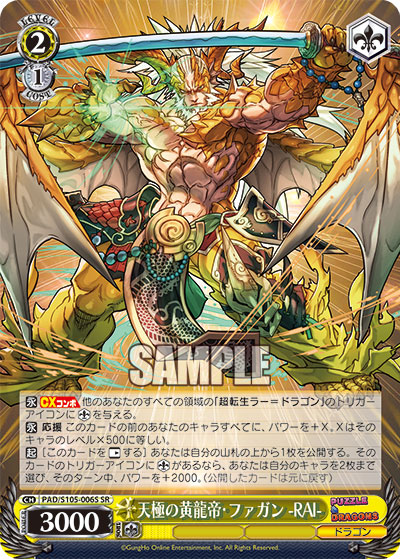 LEVEL
2
1
COST
SAMPLE
永 CXコンボ 他のあなたのすべての領域の「超転生ラー＝ドラゴン」のトリガー
アイコンに を与える。
永 応援 このカードの前のあなたのキャラすべてに、パワーを＋X。Xはそ
のキャラのレベル×500に等しい。
起 [このカードを する] あなたは自分の山札の上から1枚を公開する。そ
のカードのトリガーアイコンに があるなら、あなたは自分のキャラを2枚まで
選び、そのターン中、パワーを＋2000。（公開したカードは元に戻す）
CH PAD/S105-006S SR
POWER
3000
天極の黄龍帝・ファガン -RAI-
PUZZLE & DRAGONS
ドラゴン
©GungHo Online Entertainment, Inc. All Rights Reserved.